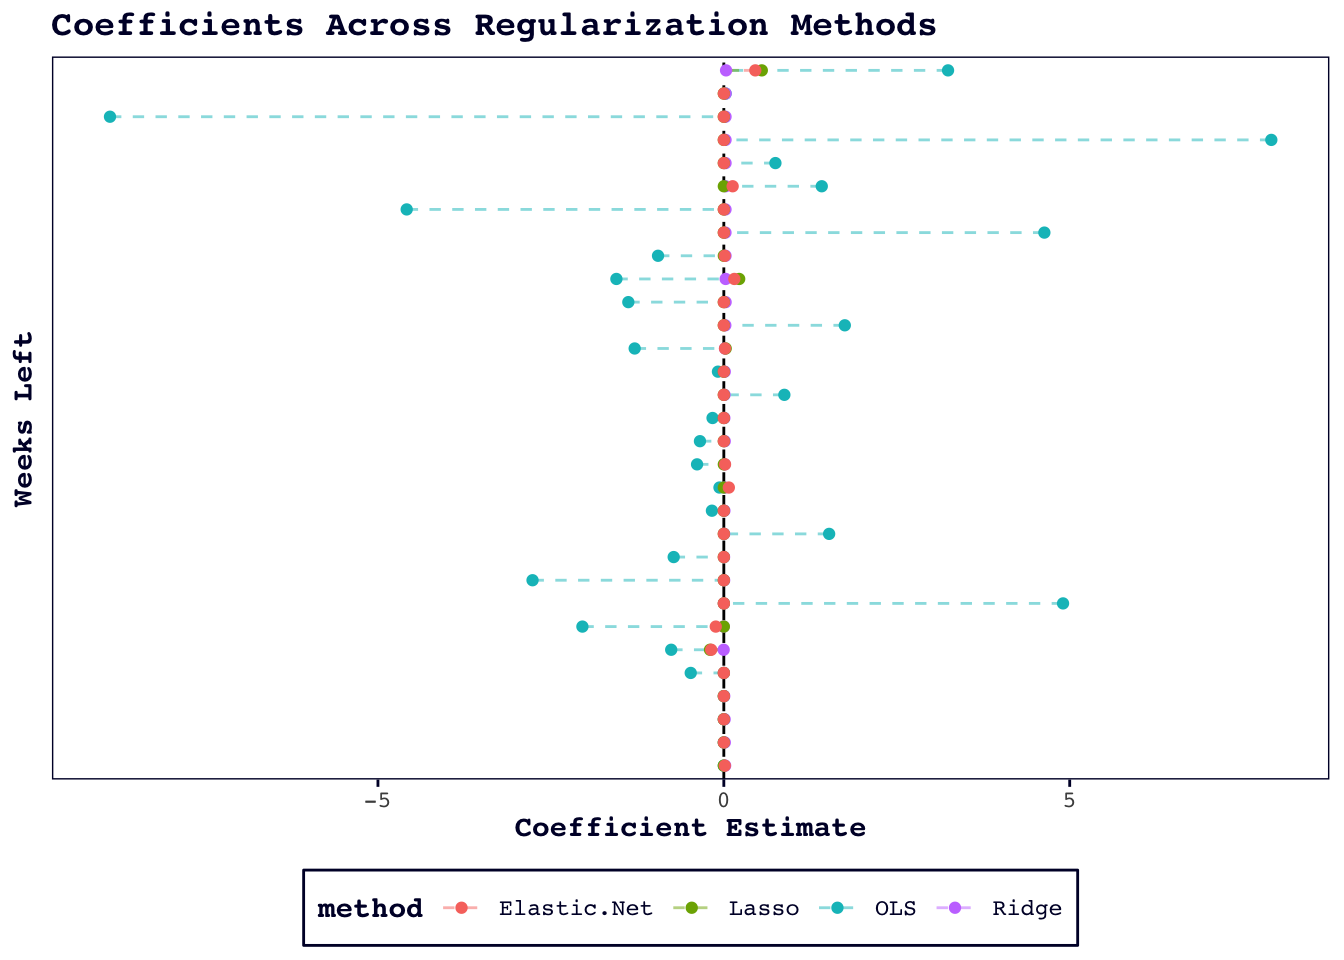 Coefficients Across Regularization Methods
Weeks Left
−5 0 5
Coefficient Estimate
method Elastic.Net Lasso OLS Ridge